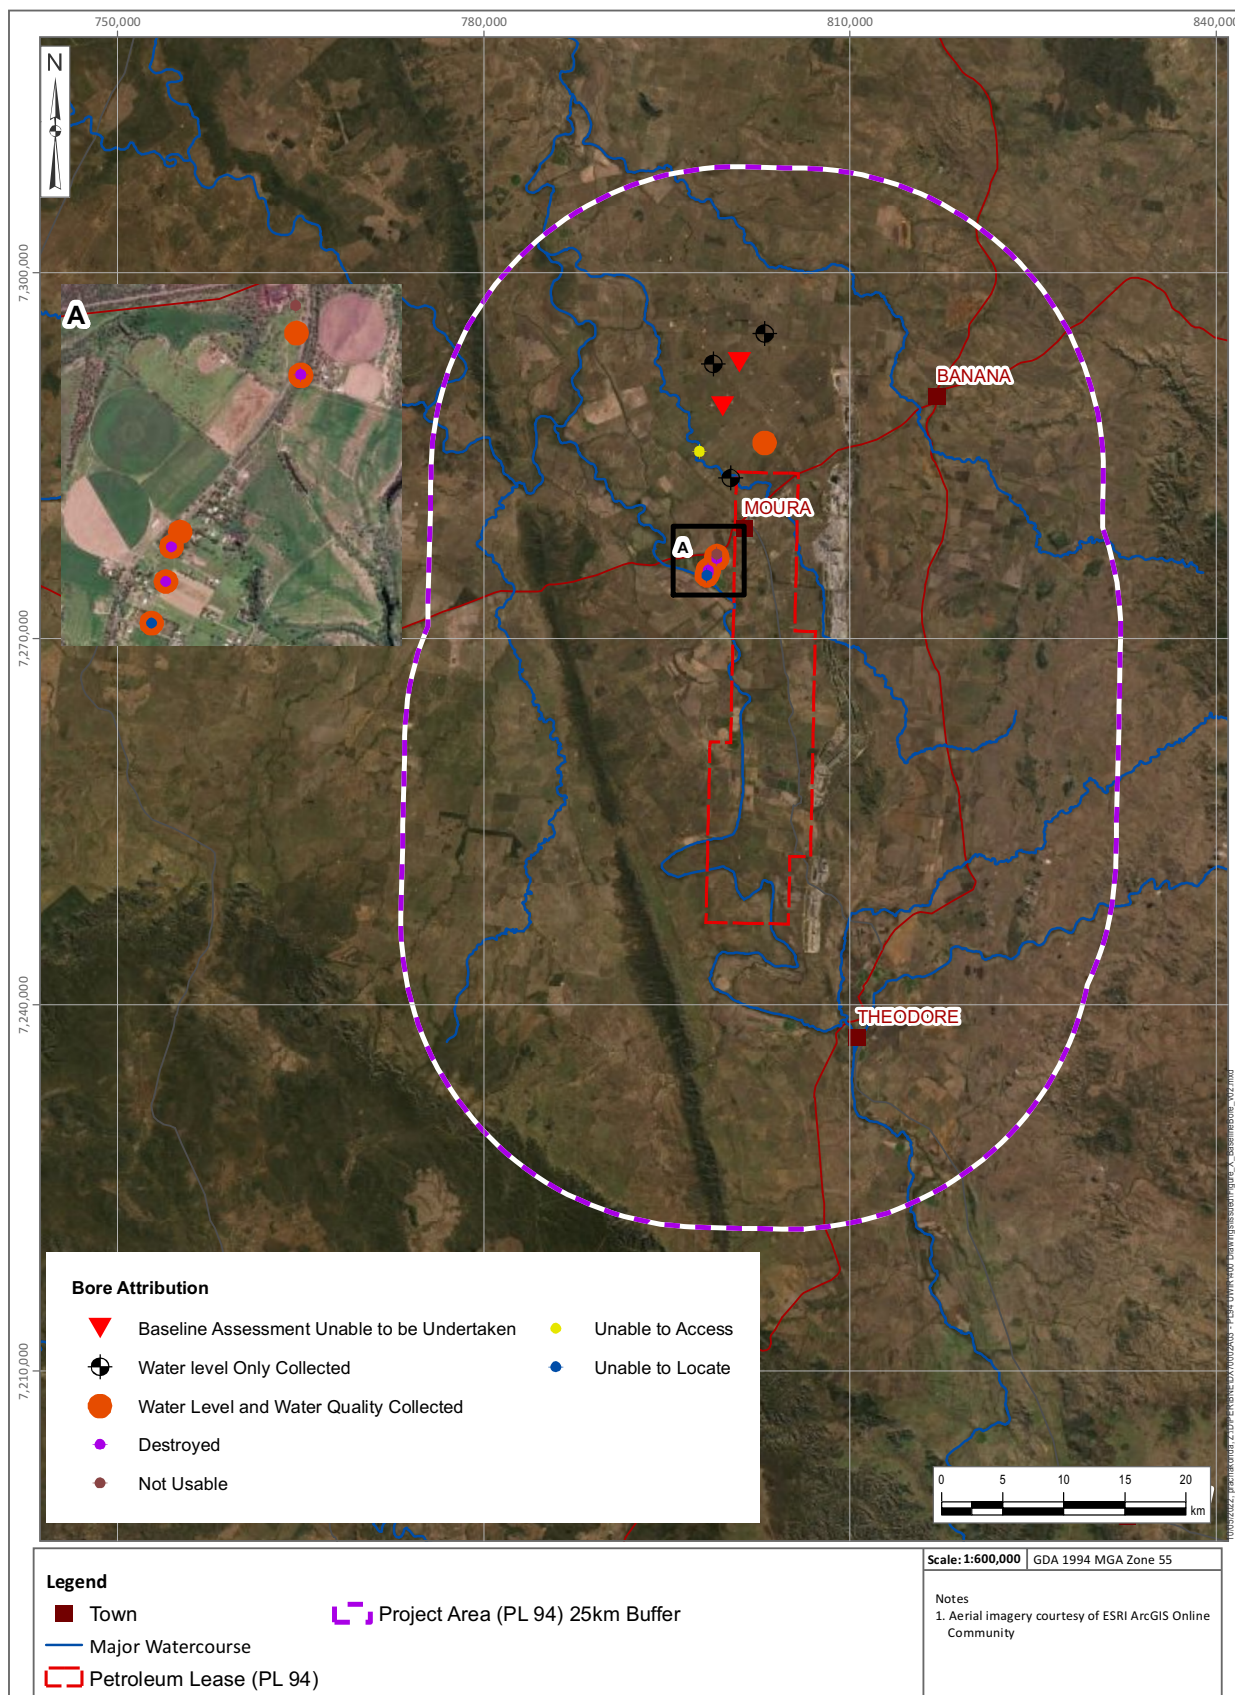 750,000
780,000
810,000
840,000
N
7,300,000
A
BANANA
MOURA
A
7,270,000
7,240,000
THEODORE
7,210,000
Bore Attribution
Baseline Assessment Unable to be Undertaken
Unable to Access
Water level Only Collected
Unable to Locate
Water Level and Water Quality Collected
Destroyed
Not Usable
0 5 10 15 20
km
Legend
Town
Project Area (PL 94) 25km Buffer
Major Watercourse
Petroleum Lease (PL 94)
Scale: 1:600,000
GDA 1994 MGA Zone 55
Notes
1. Aerial imagery courtesy of ESRI ArcGIS Online
Community